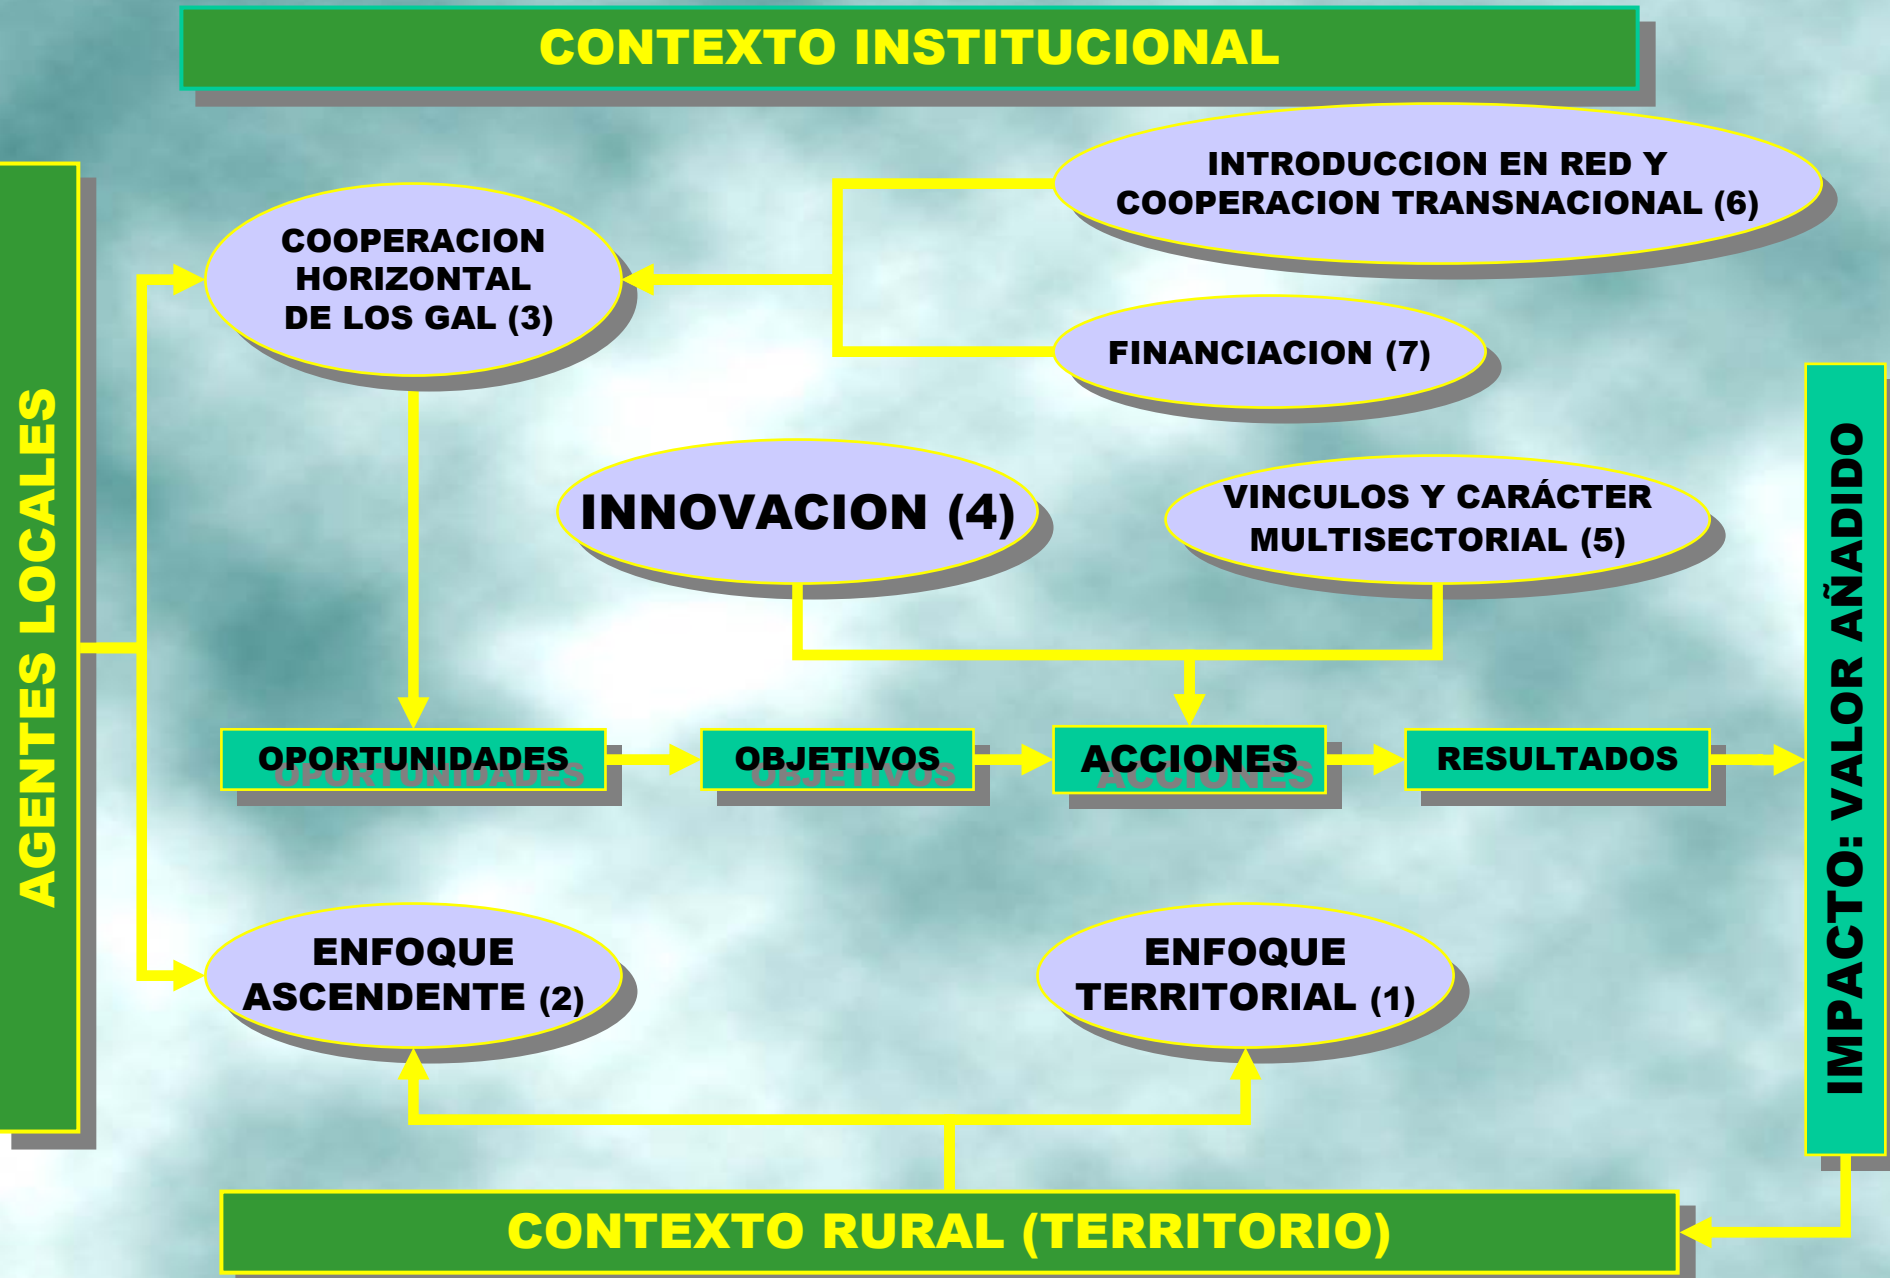 CONTEXTO INSTITUCIONAL
INTRODUCCION EN RED Y
COOPERACION TRANSNACIONAL (6)
COOPERACION
HORIZONTAL
DE LOS GAL (3)
FINANCIACION (7)
AGENTES LOCALES
INNOVACION (4)
VINCULOS Y CARÁCTER
MULTISECTORIAL (5)
IMPACTO: VALOR AÑADIDO
OPORTUNIDADES
OBJETIVOS
ACCIONES
RESULTADOS
ENFOQUE
ASCENDENTE (2)
ENFOQUE
TERRITORIAL (1)
CONTEXTO RURAL (TERRITORIO)